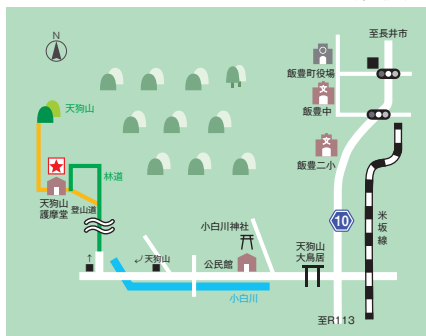 N
至長井市
飯豊町役場
文
飯豊中
文
飯豊二小
天狗山
林道
天狗山
護摩堂
登山道
小白川神社
天狗山
公民館
天狗山
大鳥居
10
米坂線
小白川
至R113